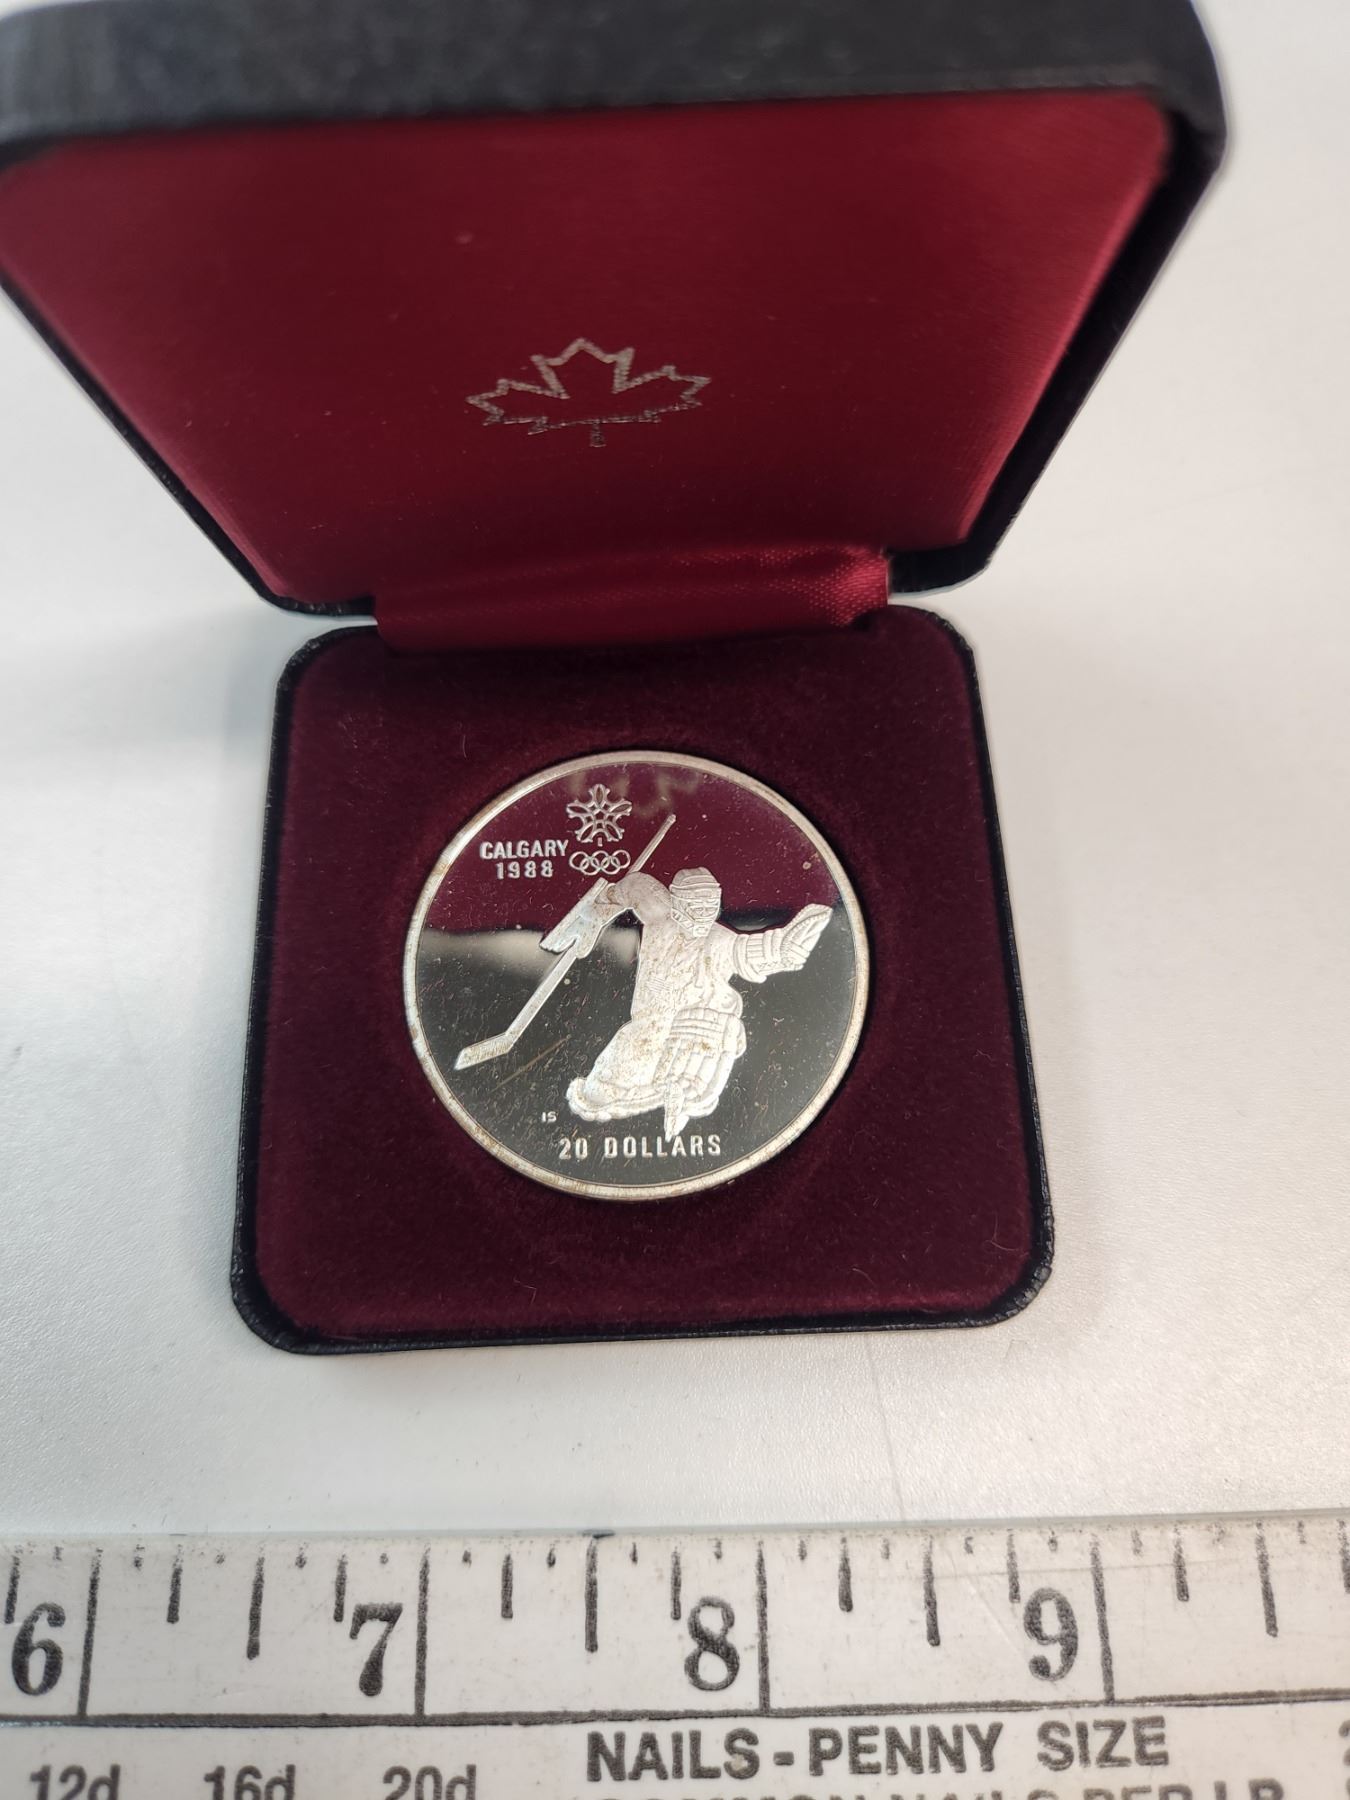 CALGARY
1988
IS
20 DOLLARS
6 7 8 9
NAILS - PENNY SIZE
12d 16d 20d